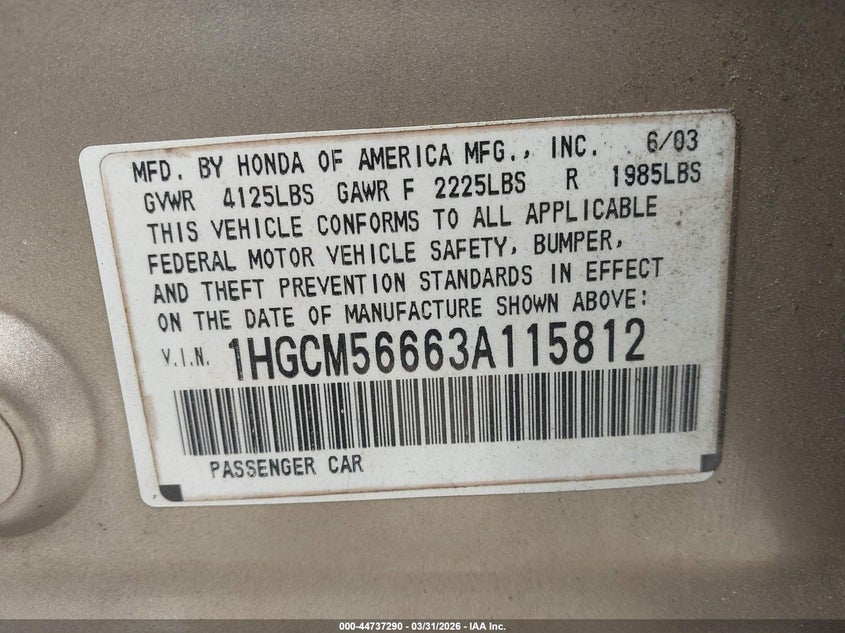 MFD. BY HONDA OF AMERICA MFG., INC. 6/03
GVWR 4125LBS GAWR F 2225LBS R 1985LBS
THIS VEHICLE CONFORMS TO ALL APPLICABLE
FEDERAL MOTOR VEHICLE SAFETY, BUMPER,
AND THEFT PREVENTION STANDARDS IN EFFECT
ON THE DATE OF MANUFACTURE SHOWN ABOVE:
V.I.N. 1HGCM56663A115812
PASSENGER CAR
000-44737290 - 03/31/2026 - IAA Inc.